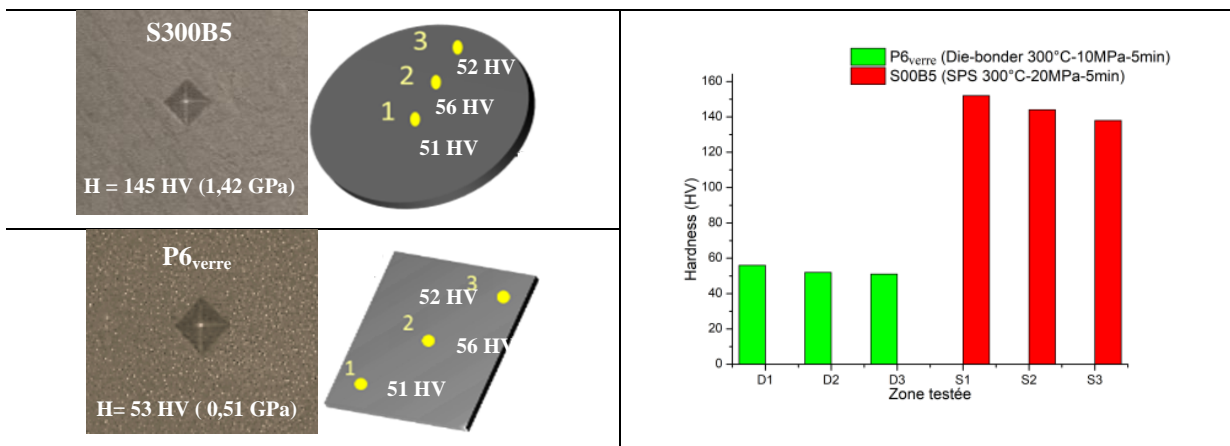 S300B5
H = 145 HV (1,42 GPa)
3
52 HV
2
56 HV
1
51 HV
P6verre
H= 53 HV ( 0,51 GPa)
3
52 HV
2
56 HV
1
51 HV
P6verre (Die-bonder 300°C-10MPa-5min)
S00B5 (SPS 300°C-20MPa-5min)
Hardness (HV)
160
140
120
100
80
60
40
20
0
D1 D2 D3 S1 S2 S3
Zone testée